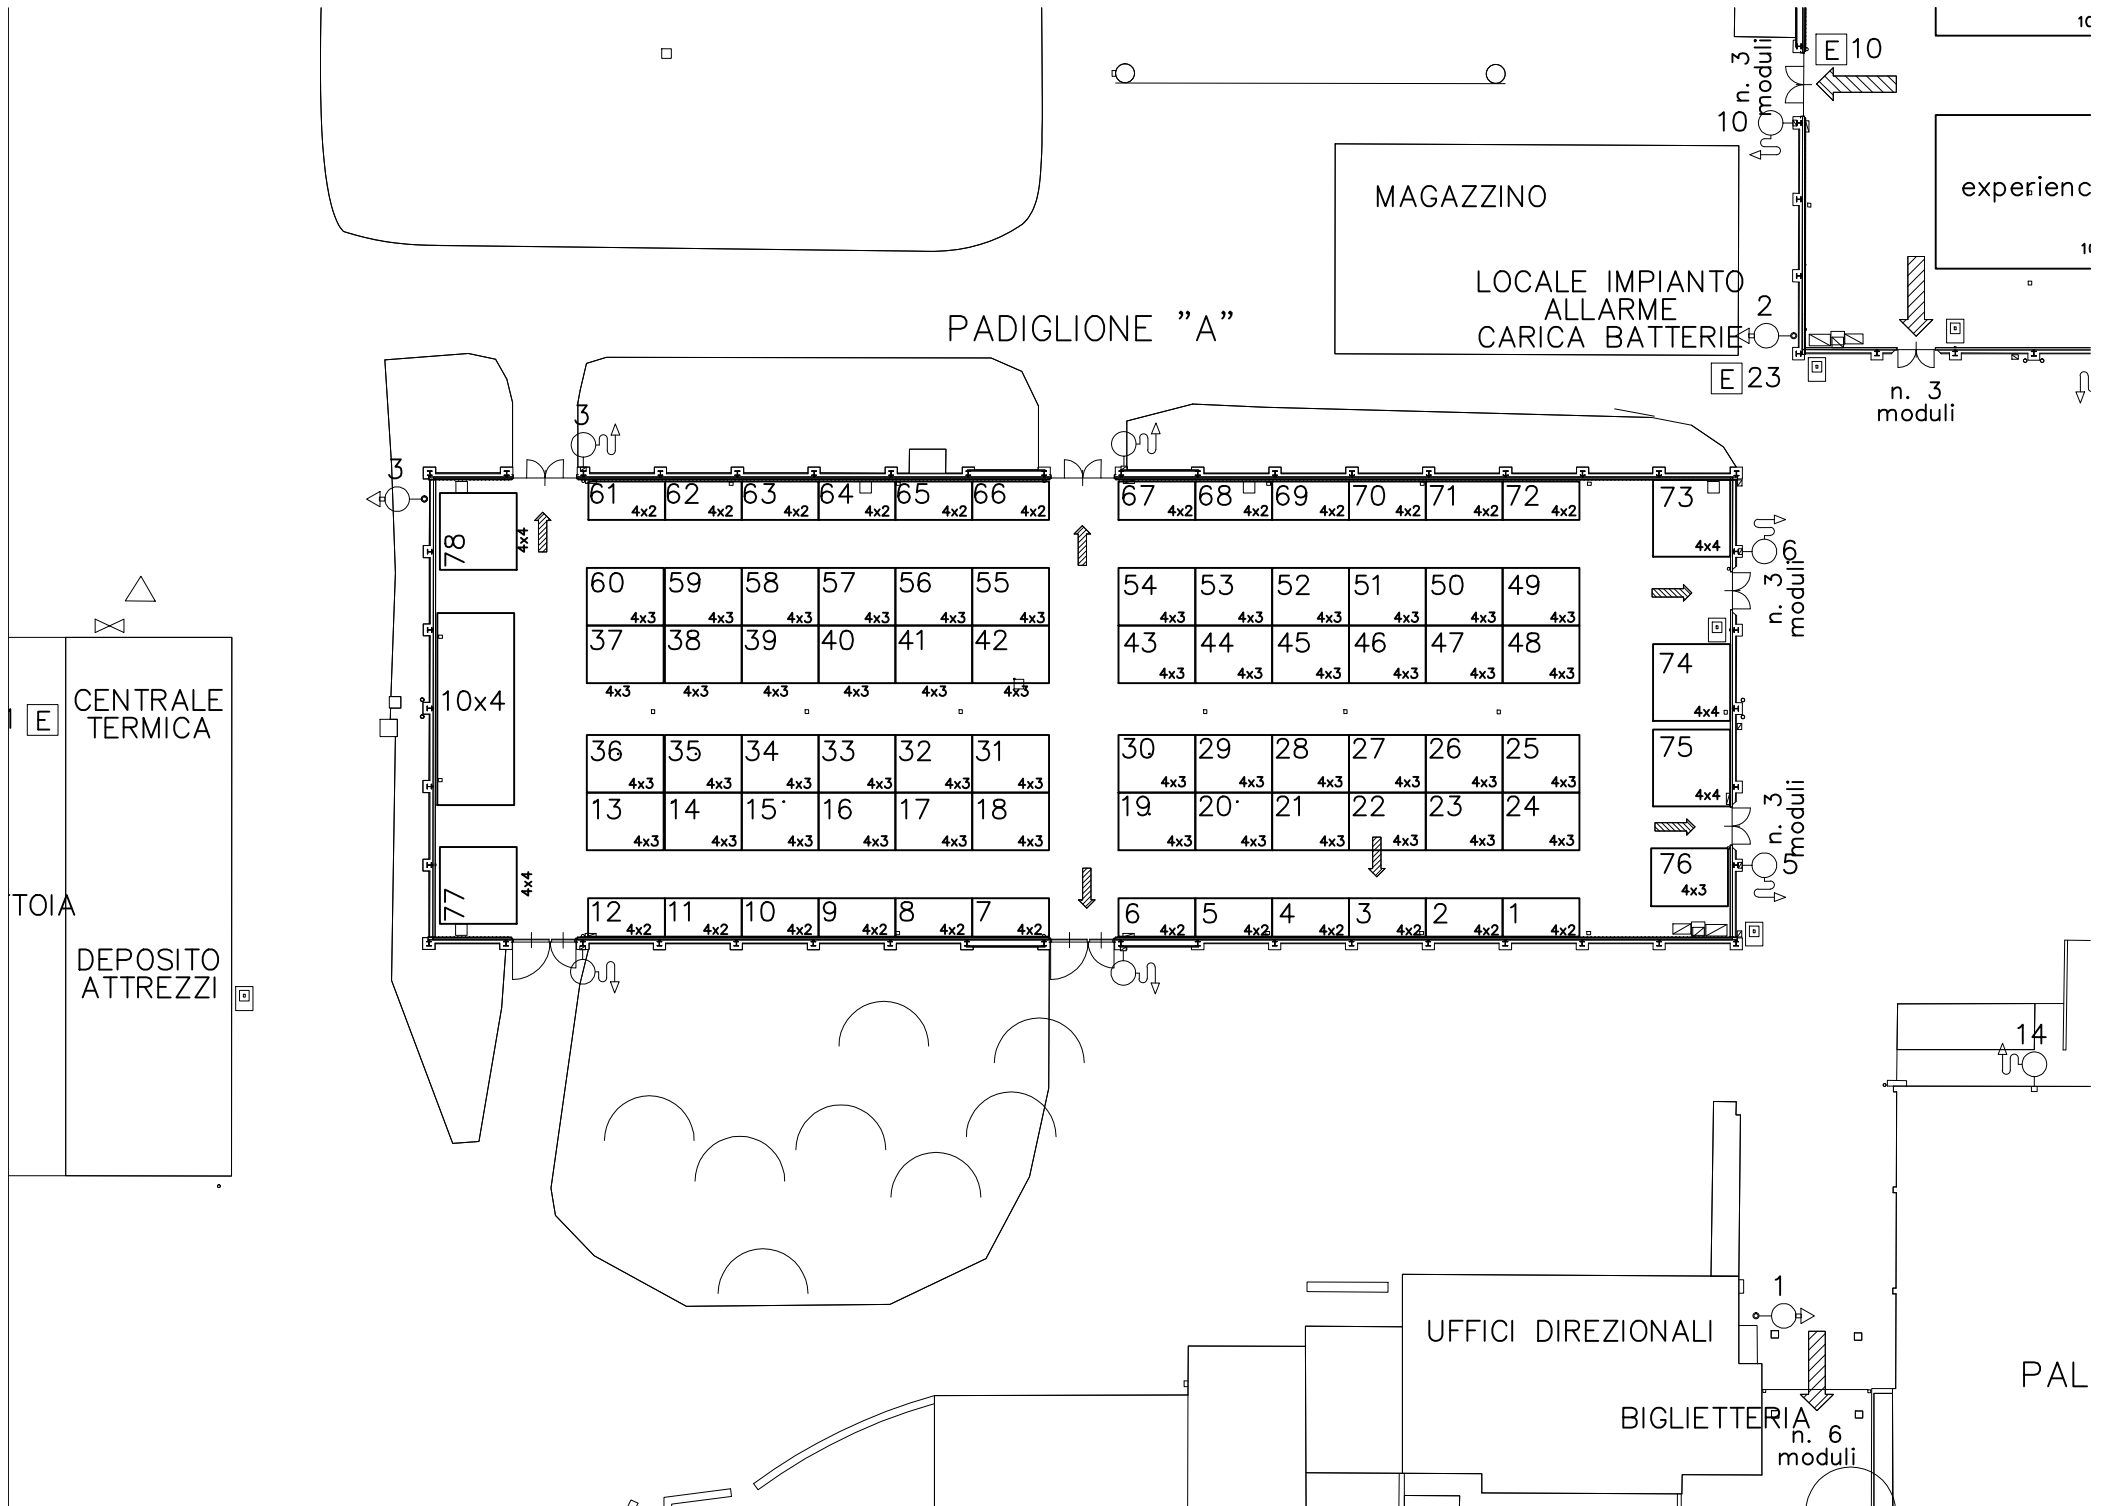 10
E 10
n. 3
moduli
10
MAGAZZINO
experienc
10
LOCALE IMPIANTO
ALLARME
CARICA BATTERIE
2
PADIGLIONE "A"
E 23
n. 3
moduli
3
3
61 62 63 64 65 66 67 68 69 70 71 72 73
4x2 4x2 4x2 4x2 4x2 4x2 4x2 4x2 4x2 4x2 4x2 4x2
78
4x4
4x4
6
n. 3
moduli
60 59 58 57 56 55 54 53 52 51 50 49
4x3 4x3 4x3 4x3 4x3 4x3 4x3 4x3 4x3 4x3 4x3 4x3
37 38 39 40 41 42 43 44 45 46 47 48
4x3 4x3 4x3 4x3 4x3 4x3 4x3 4x3 4x3 4x3 4x3 4x3
74
4x4
10x4
E
CENTRALE
TERMICA
36 35 34 33 32 31 30 29 28 27 26 25
4x3 4x3 4x3 4x3 4x3 4x3 4x3 4x3 4x3 4x3 4x3 4x3
75
4x4
13 14 15 16 17 18 19 20 21 22 23 24
4x3 4x3 4x3 4x3 4x3 4x3 4x3 4x3 4x3 4x3 4x3 4x3
n. 3
moduli
76
4x3
5
77
4x4
TTOIA
12 11 10 9 8 7 6 5 4 3 2 1
4x2 4x2 4x2 4x2 4x2 4x2 4x2 4x2 4x2 4x2 4x2 4x2
DEPOSITO
ATTREZZI
14
1
UFFICI DIREZIONALI
PAL
BIGLIETTERIA
n. 6
moduli